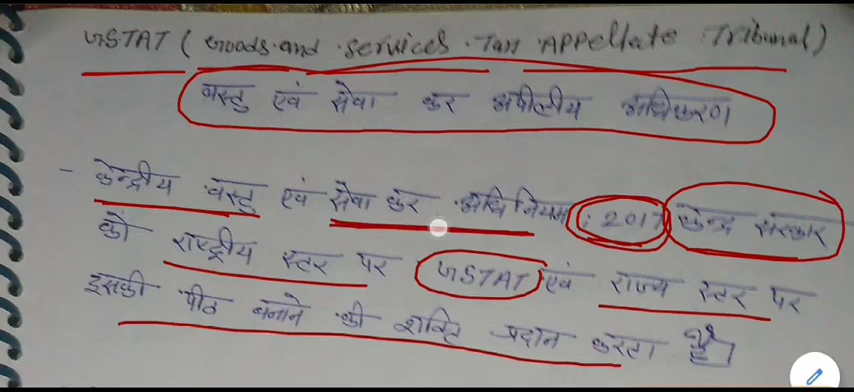 GSTAT ( Goods and Services Tax Appellate Tribunal)
वस्तु एवं सेवा कर अपीलीय अधिकरण
- केन्द्रीय वस्तु एवं सेवा कर अधिनियम : 2017 केन्द्र सरकार
को राष्ट्रीय स्तर पर GSTAT एवं राज्य स्तर पर
इसकी पीठ बनाने की शक्ति प्रदान करता है।